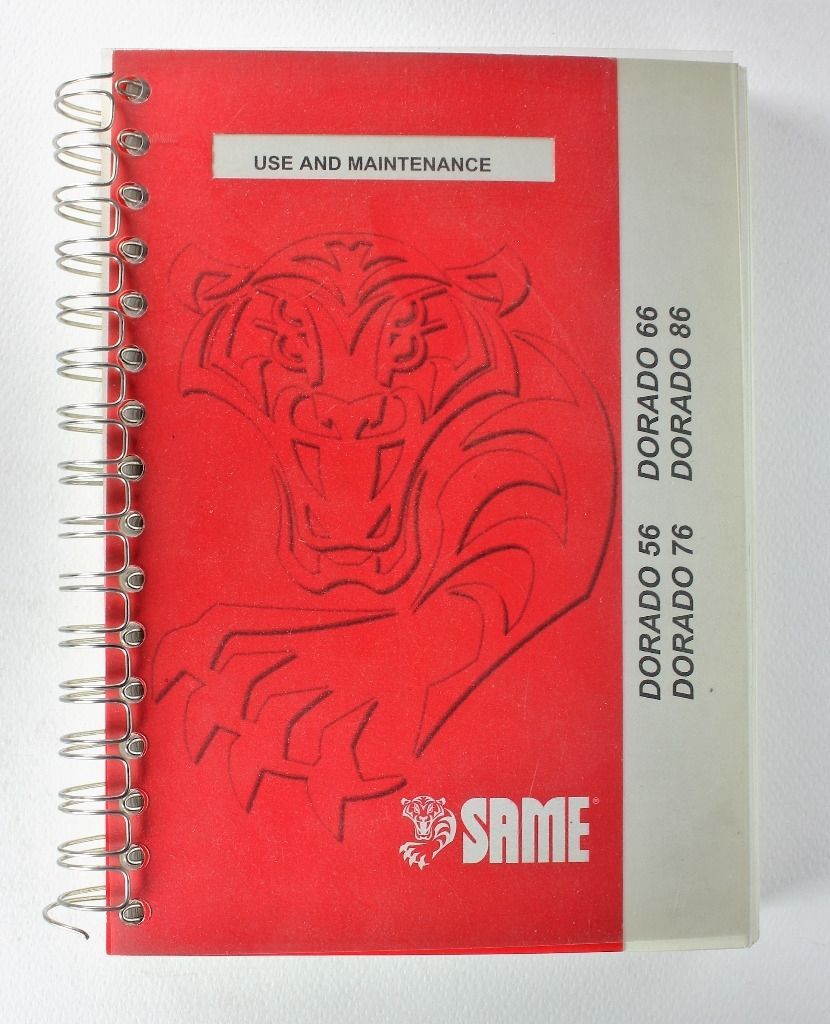 USE AND MAINTENANCE
DORADO 56 DORADO 66
DORADO 76 DORADO 86
SAME®